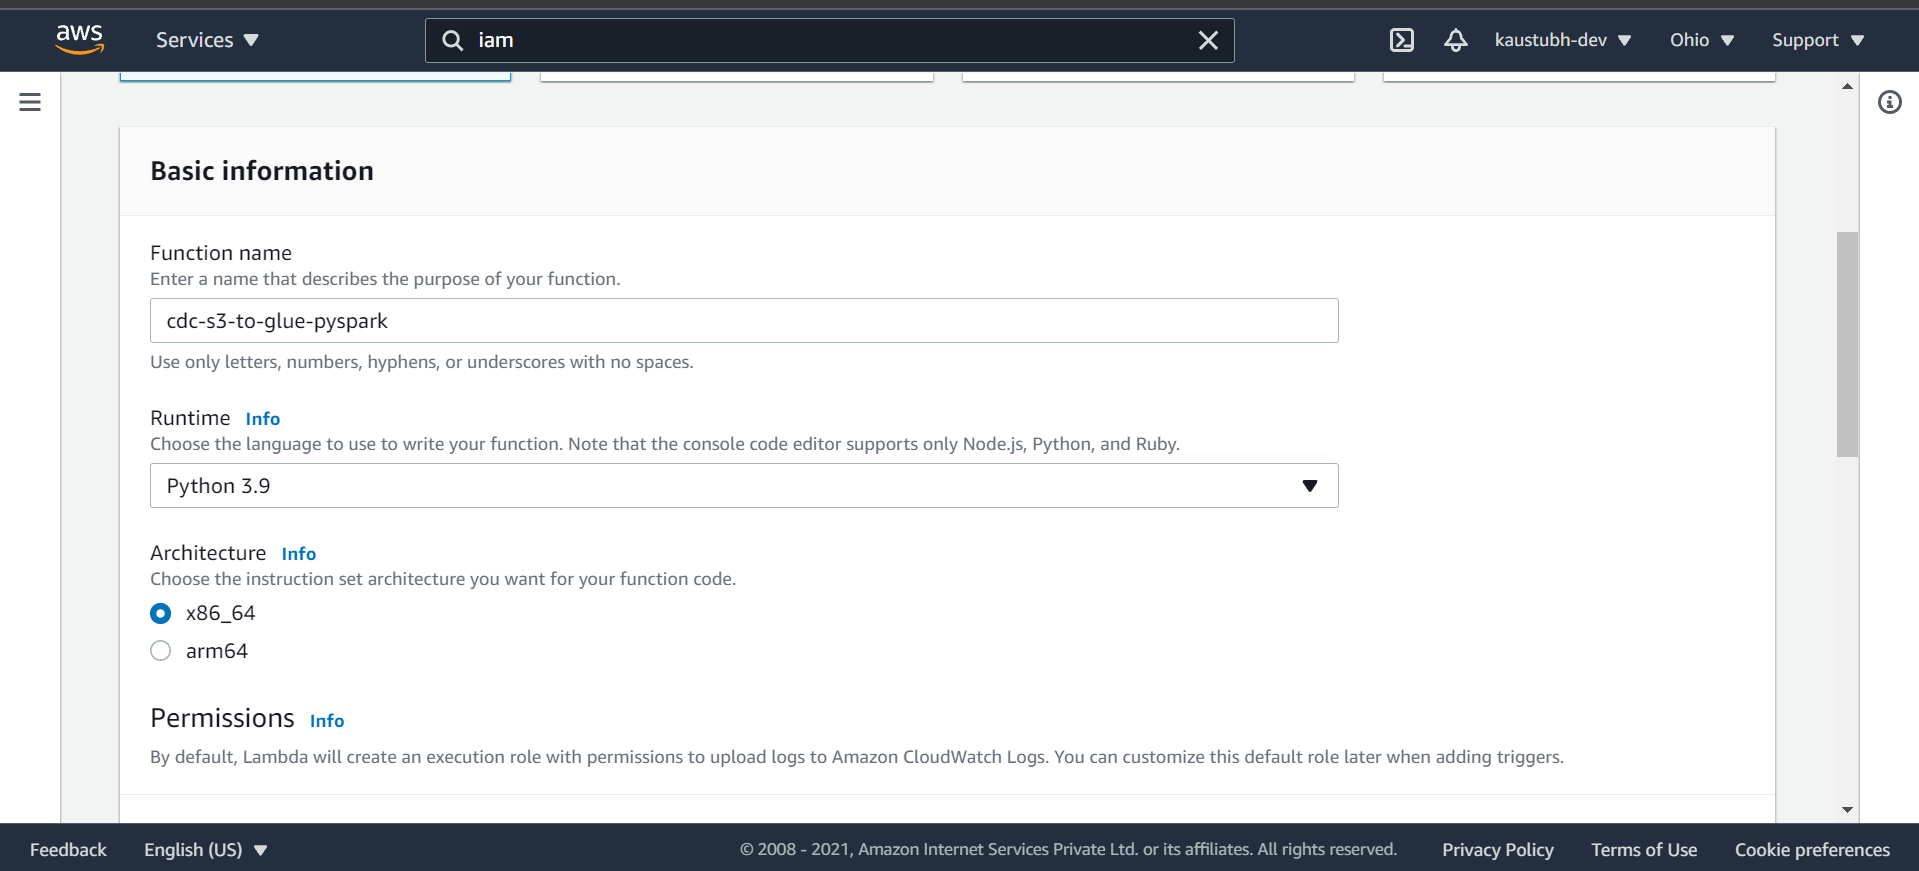 aws Services iam kaustubh-dev Ohio Support
Basic information
Function name
Enter a name that describes the purpose of your function.
cdc-s3-to-glue-pyspark
Use only letters, numbers, hyphens, or underscores with no spaces.
Runtime Info
Choose the language to use to write your function. Note that the console code editor supports only Node.js, Python, and Ruby.
Python 3.9
Architecture Info
Choose the instruction set architecture you want for your function code.
x86_64
arm64
Permissions Info
By default, Lambda will create an execution role with permissions to upload logs to Amazon CloudWatch Logs. You can customize this default role later when adding triggers.
Feedback English (US) © 2008 - 2021, Amazon Internet Services Private Ltd. or its affiliates. All rights reserved. Privacy Policy Terms of Use Cookie preferences